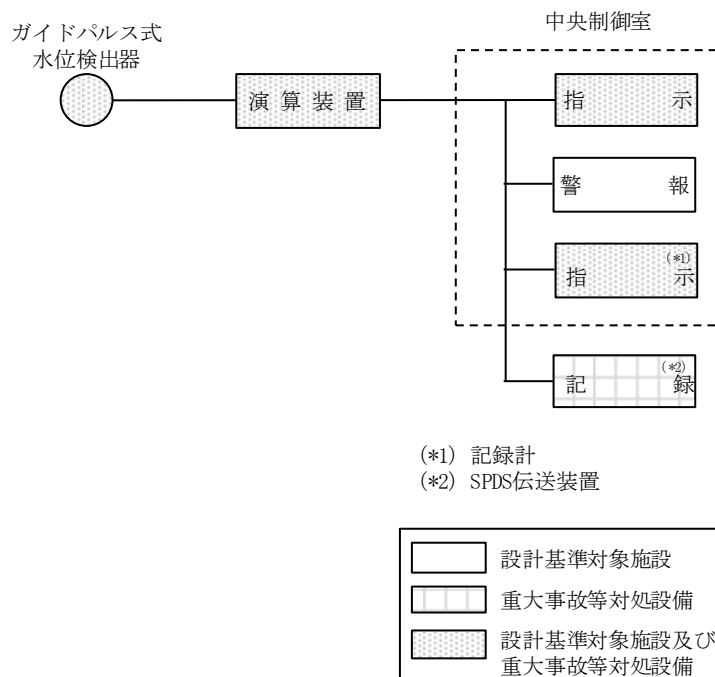 中央制御室
ガイドパルス式
水位検出器
演算装置
指示
警報
指示(*1)
記録(*2)
(*1) 記録計
(*2) SPDS伝送装置
設計基準対象施設
重大事故等対処設備
設計基準対象施設及び
重大事故等対処設備